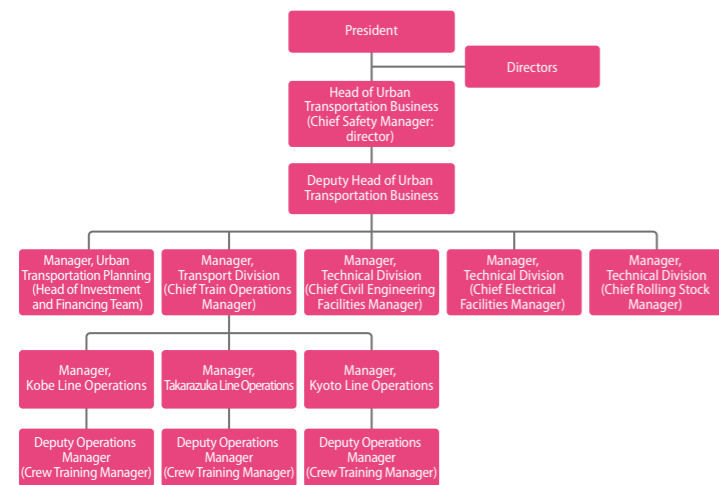 President
Directors
Head of Urban
Transportation Business
(Chief Safety Manager:
director)
Deputy Head of Urban
Transportation Business
Manager, Urban
Transportation Planning
(Head of Investment
and Financing Team)
Manager,
Transport Division
(Chief Train Operations
Manager)
Manager,
Technical Division
(Chief Civil Engineering
Facilities Manager)
Manager,
Technical Division
(Chief Electrical
Facilities Manager)
Manager,
Technical Division
(Chief Rolling Stock
Manager)
Manager,
Kobe Line Operations
Manager,
Takarazuka Line Operations
Manager,
Kyoto Line Operations
Deputy Operations
Manager
(Crew Training Manager)
Deputy Operations
Manager
(Crew Training Manager)
Deputy Operations
Manager
(Crew Training Manager)